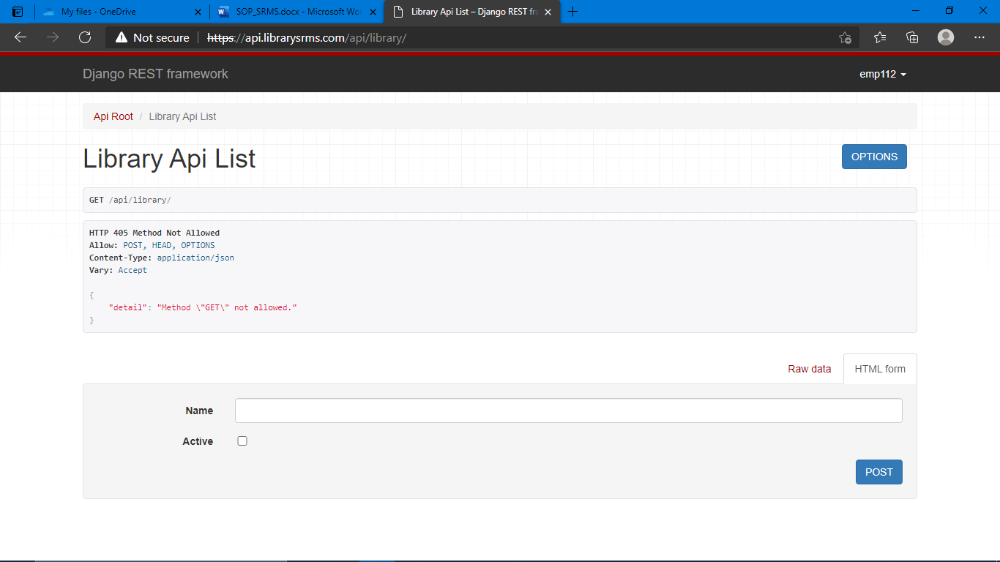 My files - OneDrive
SOP_SRMS.docx - Microsoft Wor
Library Api List – Django REST fra
Not secure https://api.librarysrms.com/api/library/
Django REST framework
emp112
Api Root / Library Api List
Library Api List
OPTIONS
GET /api/library/
HTTP 405 Method Not Allowed
Allow: POST, HEAD, OPTIONS
Content-Type: application/json
Vary: Accept
{
"detail": "Method \"GET\" not allowed."
}
Raw data
HTML form
Name
Active
POST